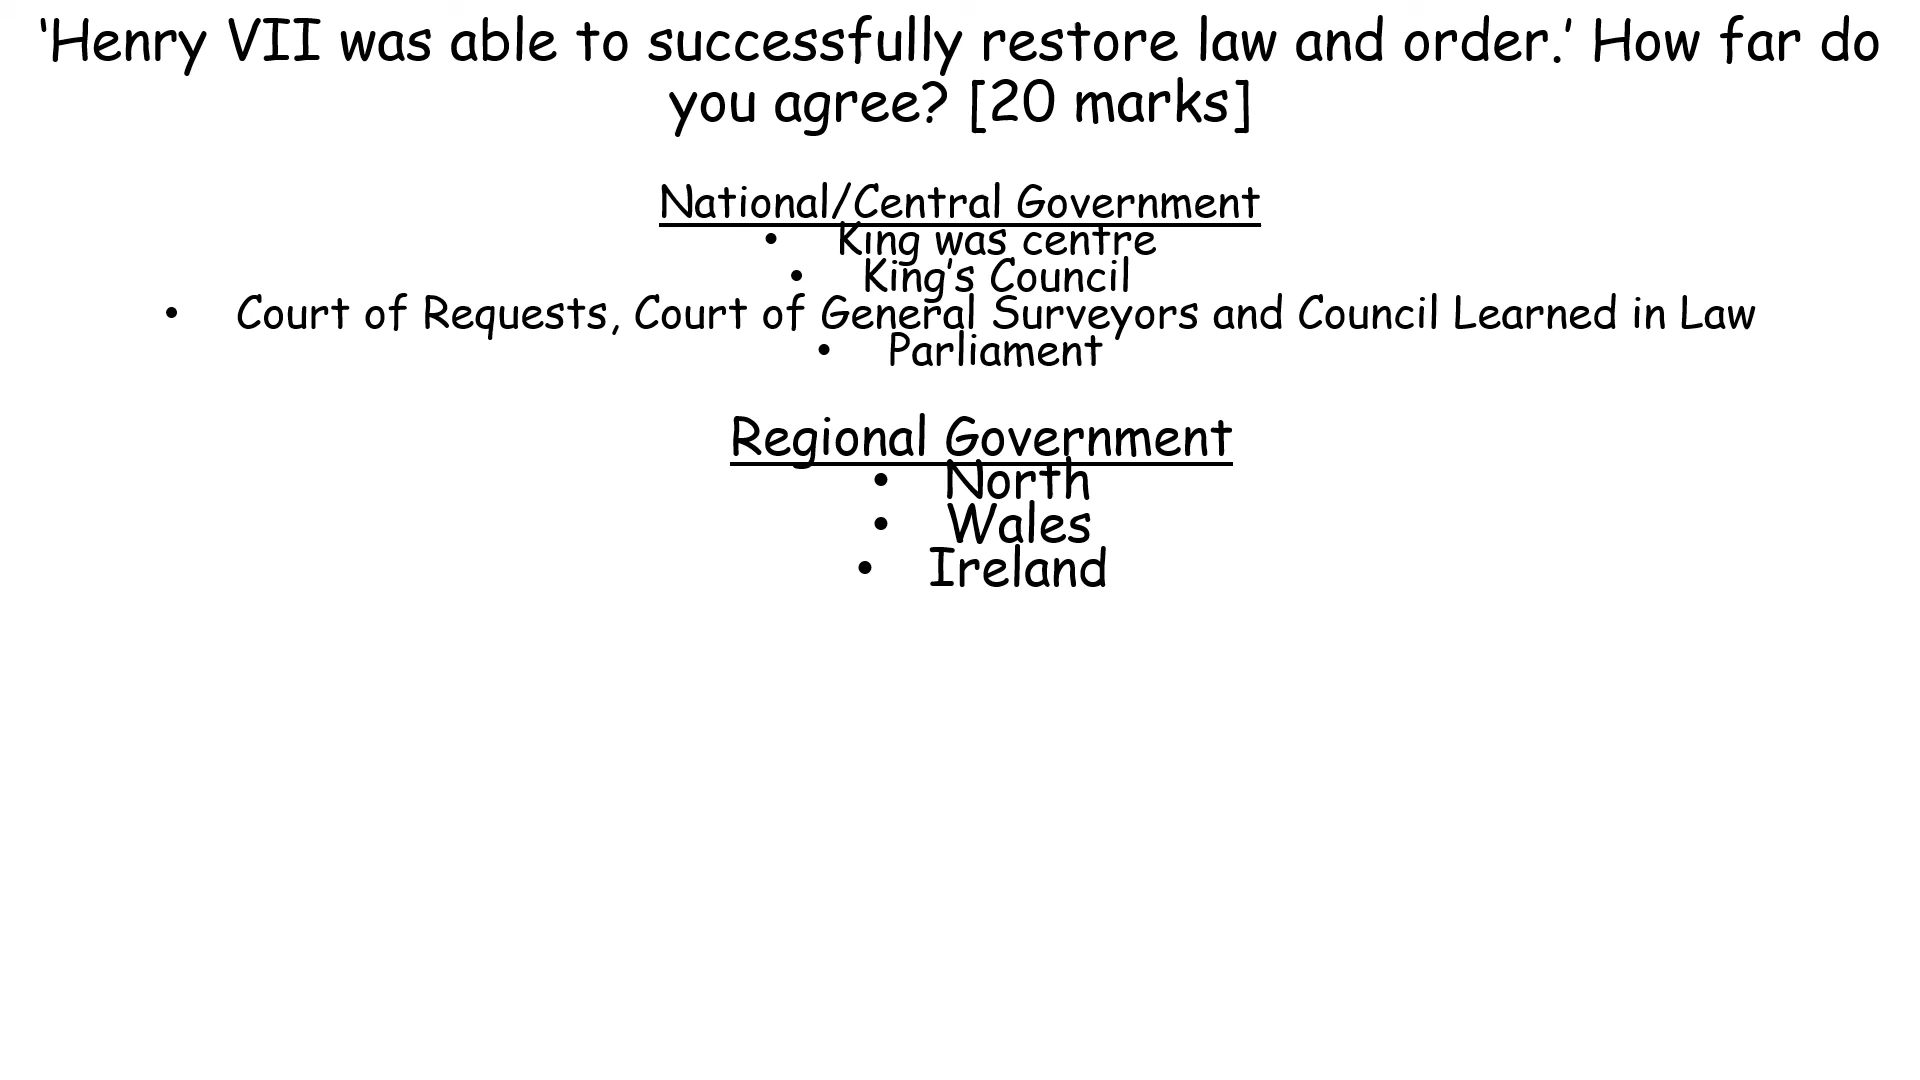 ‘Henry VII was able to successfully restore law and order.’ How far do
you agree? [20 marks]
National/Central Government
• King was centre
• King’s Council
• Court of Requests, Court of General Surveyors and Council Learned in Law
• Parliament
Regional Government
• North
• Wales
• Ireland